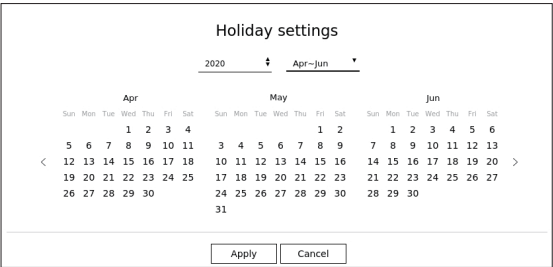 Holiday settings
2020 Apr~Jun
Apr May Jun
Sun Mon Tue Wed Thu Fri Sat Sun Mon Tue Wed Thu Fri Sat Sun Mon Tue Wed Thu Fri Sat
1 2 3 4 1 2 1 2 3 4 5 6
5 6 7 8 9 10 11 3 4 5 6 7 8 9 7 8 9 10 11 12 13
12 13 14 15 16 17 18 10 11 12 13 14 15 16 14 15 16 17 18 19 20
19 20 21 22 23 24 25 17 18 19 20 21 22 23 21 22 23 24 25 26 27
26 27 28 29 30 24 25 26 27 28 29 30 28 29 30
31
Apply Cancel